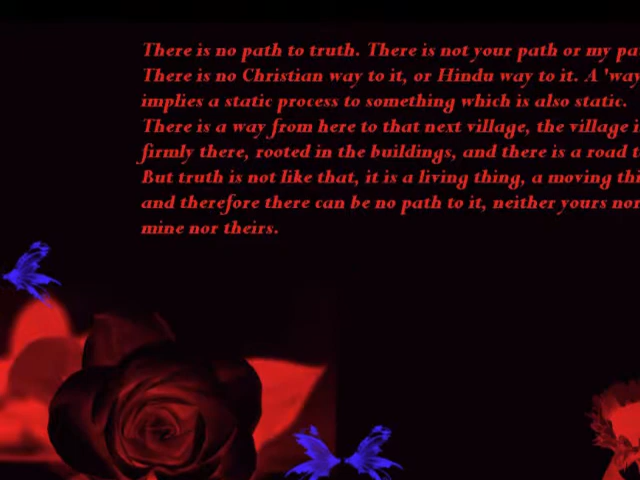 There is no path to truth. There is not your path or my
There is no Christian way to it, or Hindu way to it. A 'way
implies a static process to something which is also static.
There is a way from here to that next village, the village
firmly there, rooted in the buildings, and there is a road
But truth is not like that, it is a living thing, a moving
and therefore there can be no path to it, neither yours nor
mine nor theirs.